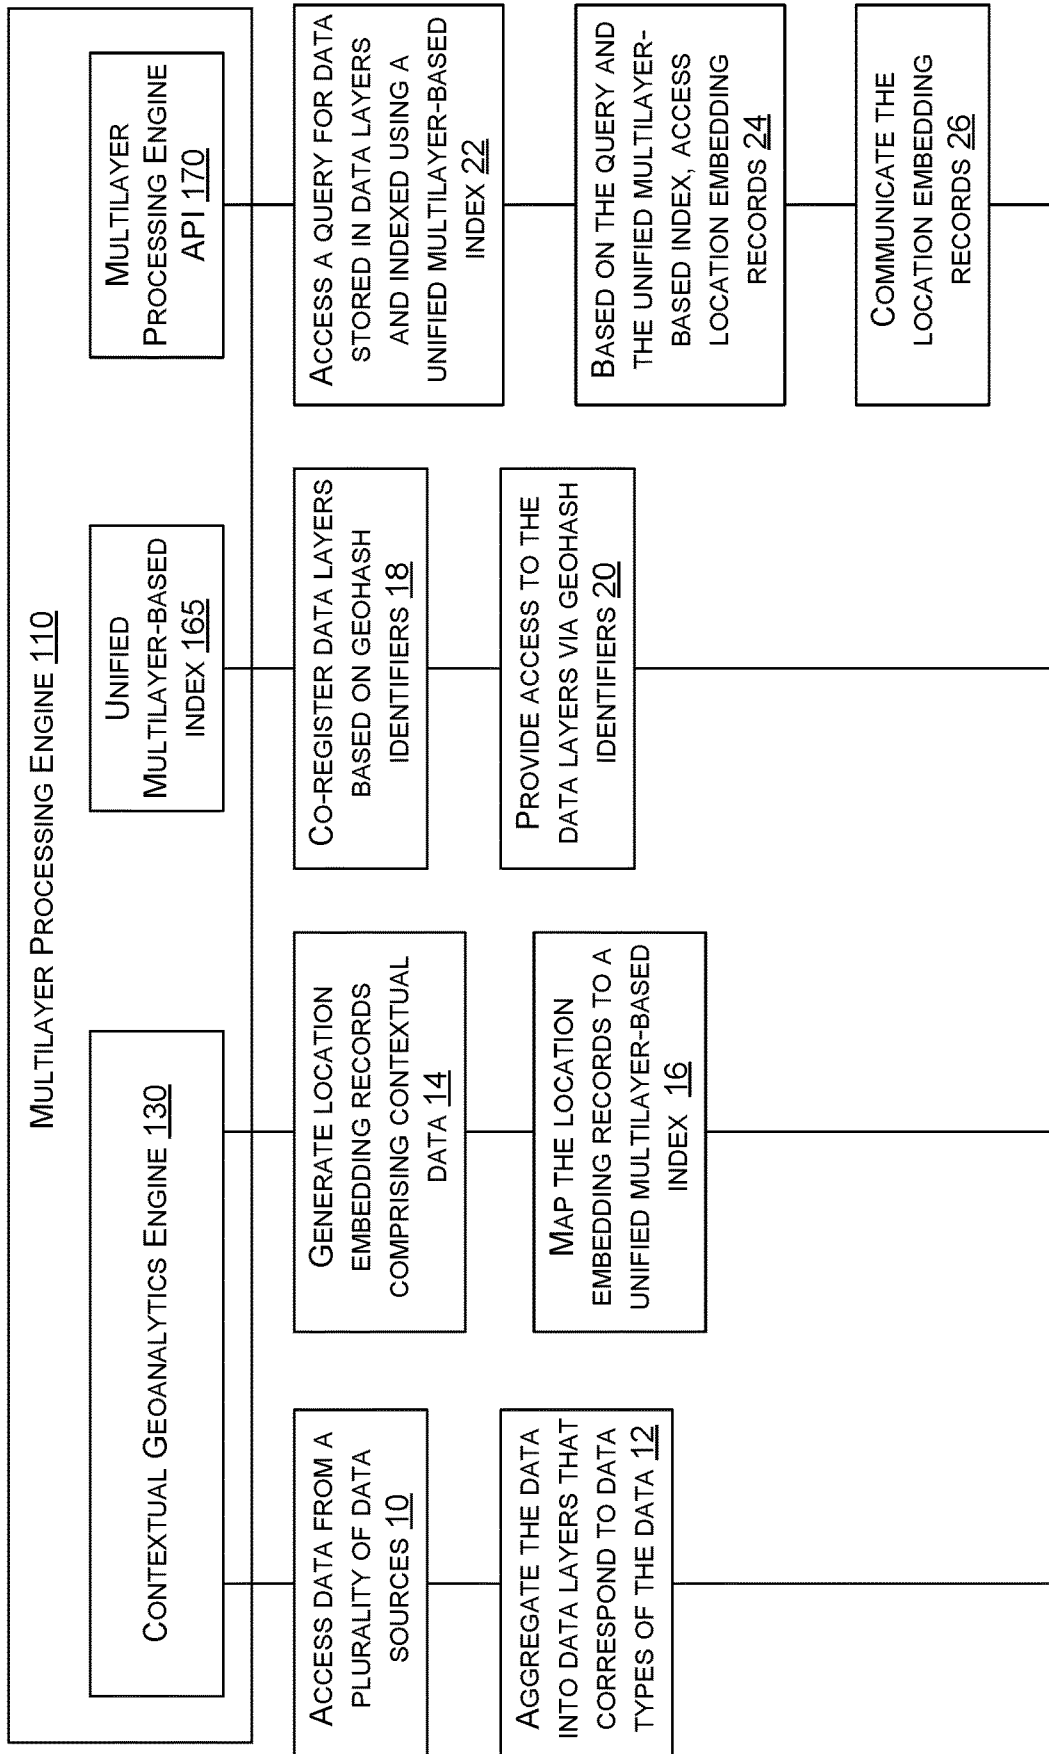 MULTILAYER PROCESSING ENGINE 110
CONTEXTUAL GEOANALYTICS ENGINE 130
UNIFIED
MULTILAYER-BASED
INDEX 165
MULTILAYER
PROCESSING ENGINE
API 170
ACCESS DATA FROM A
PLURALITY OF DATA
SOURCES 10
AGGREGATE THE DATA
INTO DATA LAYERS THAT
CORRESPOND TO DATA
TYPES OF THE DATA 12
GENERATE LOCATION
EMBEDDING RECORDS
COMPRISING CONTEXTUAL
DATA 14
MAP THE LOCATION
EMBEDDING RECORDS TO A
UNIFIED MULTILAYER-BASED
INDEX 16
CO-REGISTER DATA LAYERS
BASED ON GEOHASH
IDENTIFIERS 18
PROVIDE ACCESS TO THE
DATA LAYERS VIA GEOHASH
IDENTIFIERS 20
ACCESS A QUERY FOR DATA
STORED IN DATA LAYERS
AND INDEXED USING A
UNIFIED MULTILAYER-BASED
INDEX 22
BASED ON THE QUERY AND
THE UNIFIED MULTILAYER-
BASED INDEX, ACCESS
LOCATION EMBEDDING
RECORDS 24
COMMUNICATE THE
LOCATION EMBEDDING
RECORDS 26